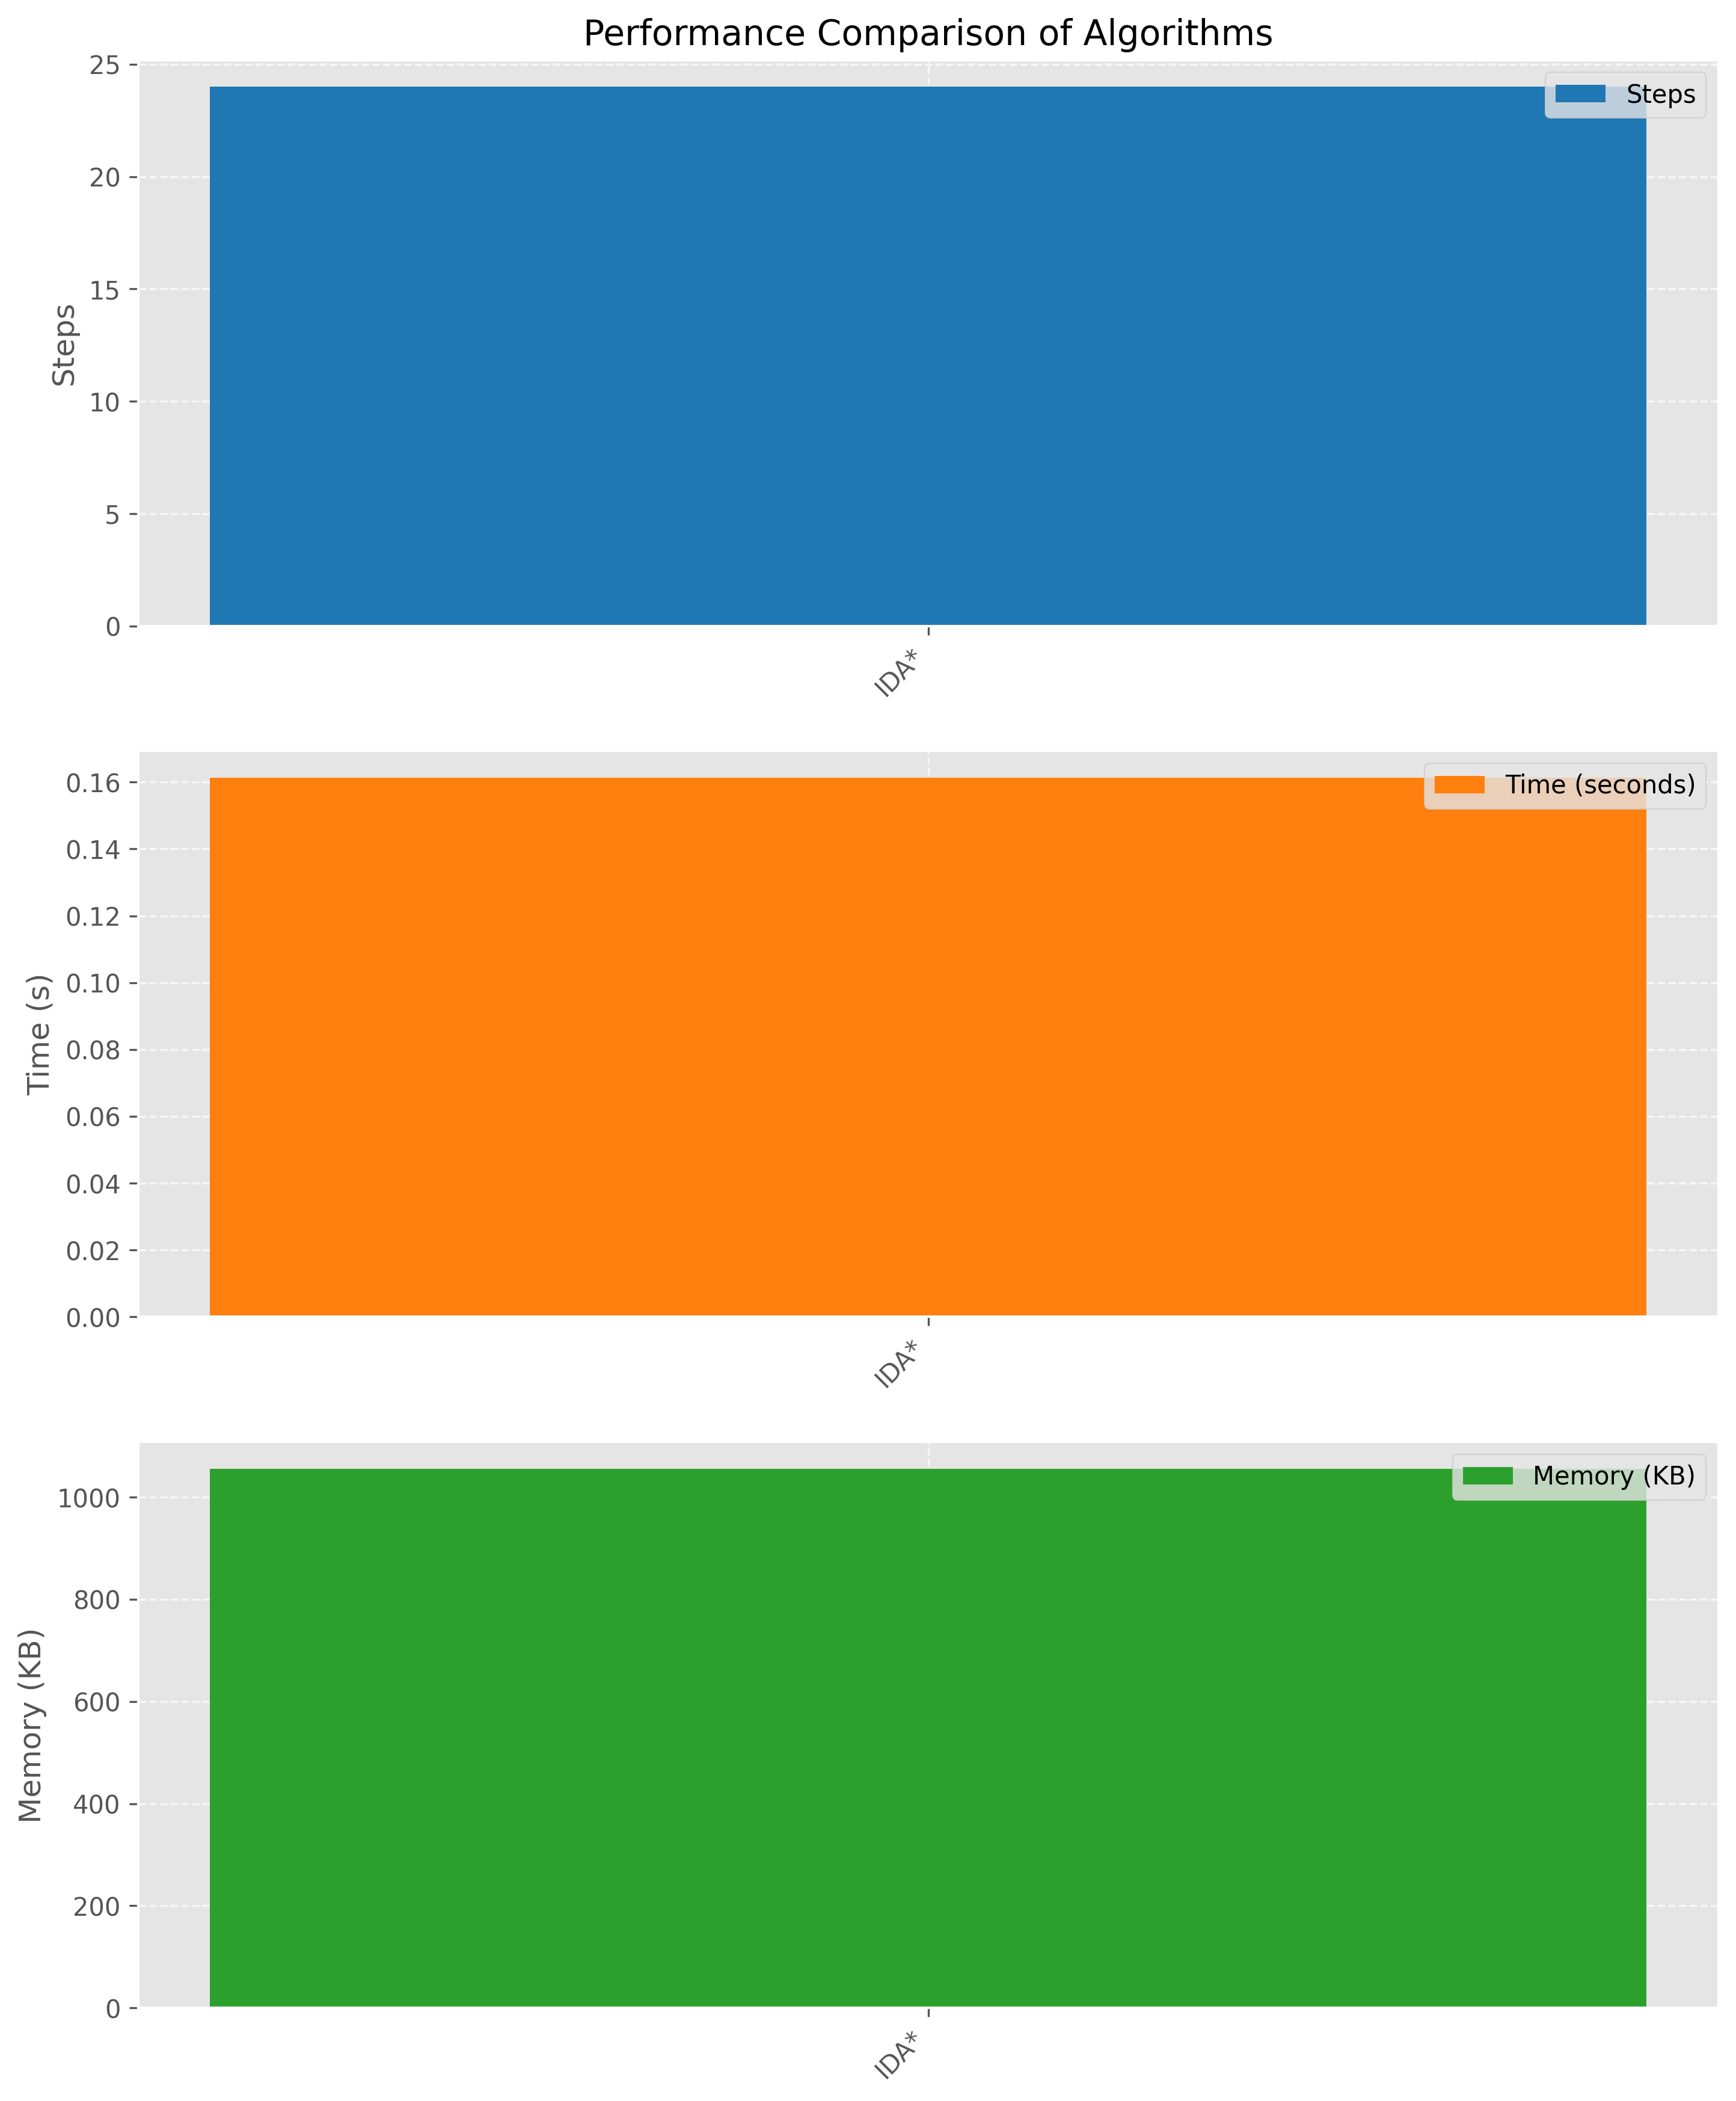 Performance Comparison of Algorithms
25
20
15
10
5
0
Steps
Steps
IDA*
0.16
0.14
0.12
0.10
0.08
0.06
0.04
0.02
0.00
Time (s)
Time (seconds)
IDA*
1000
800
600
400
200
0
Memory (KB)
Memory (KB)
IDA*